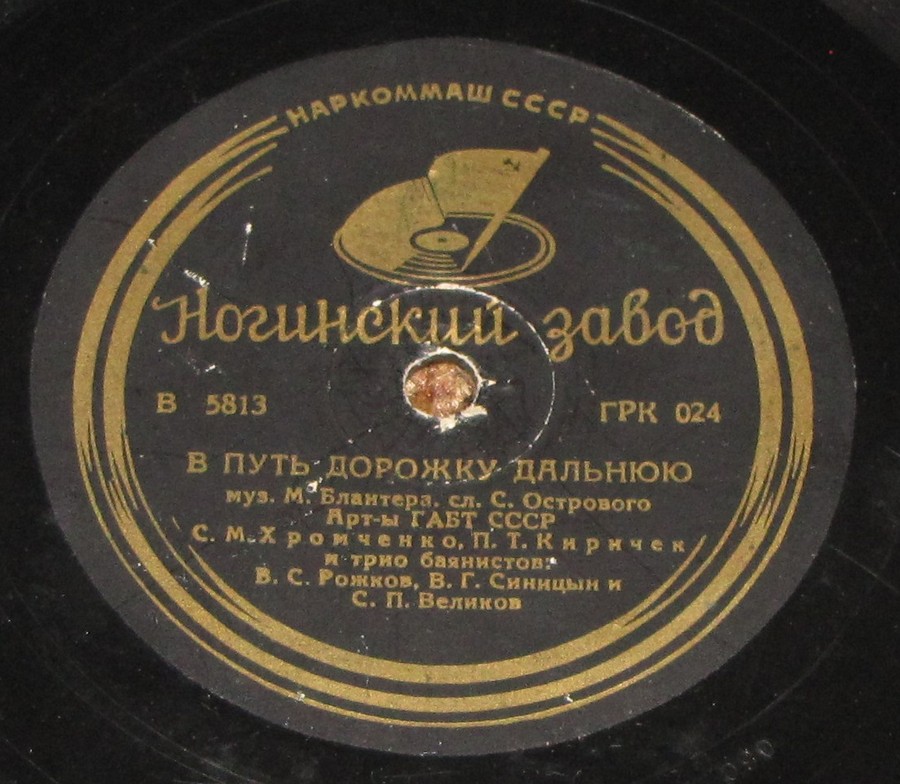 НАРКОММАШ СССР
Ногинский завод
В 5813
ГРК 024
В ПУТЬ-ДОРОЖКУ ДАЛЬНЮЮ
муз. М. Блантера, сл. С. Острового
Арт-ы ГАБТ СССР
С. М. Хромченко, П. Т. Киричек
и трио баянистов:
В. С. Рожков, В. Г. Синицын и
С. П. Великов